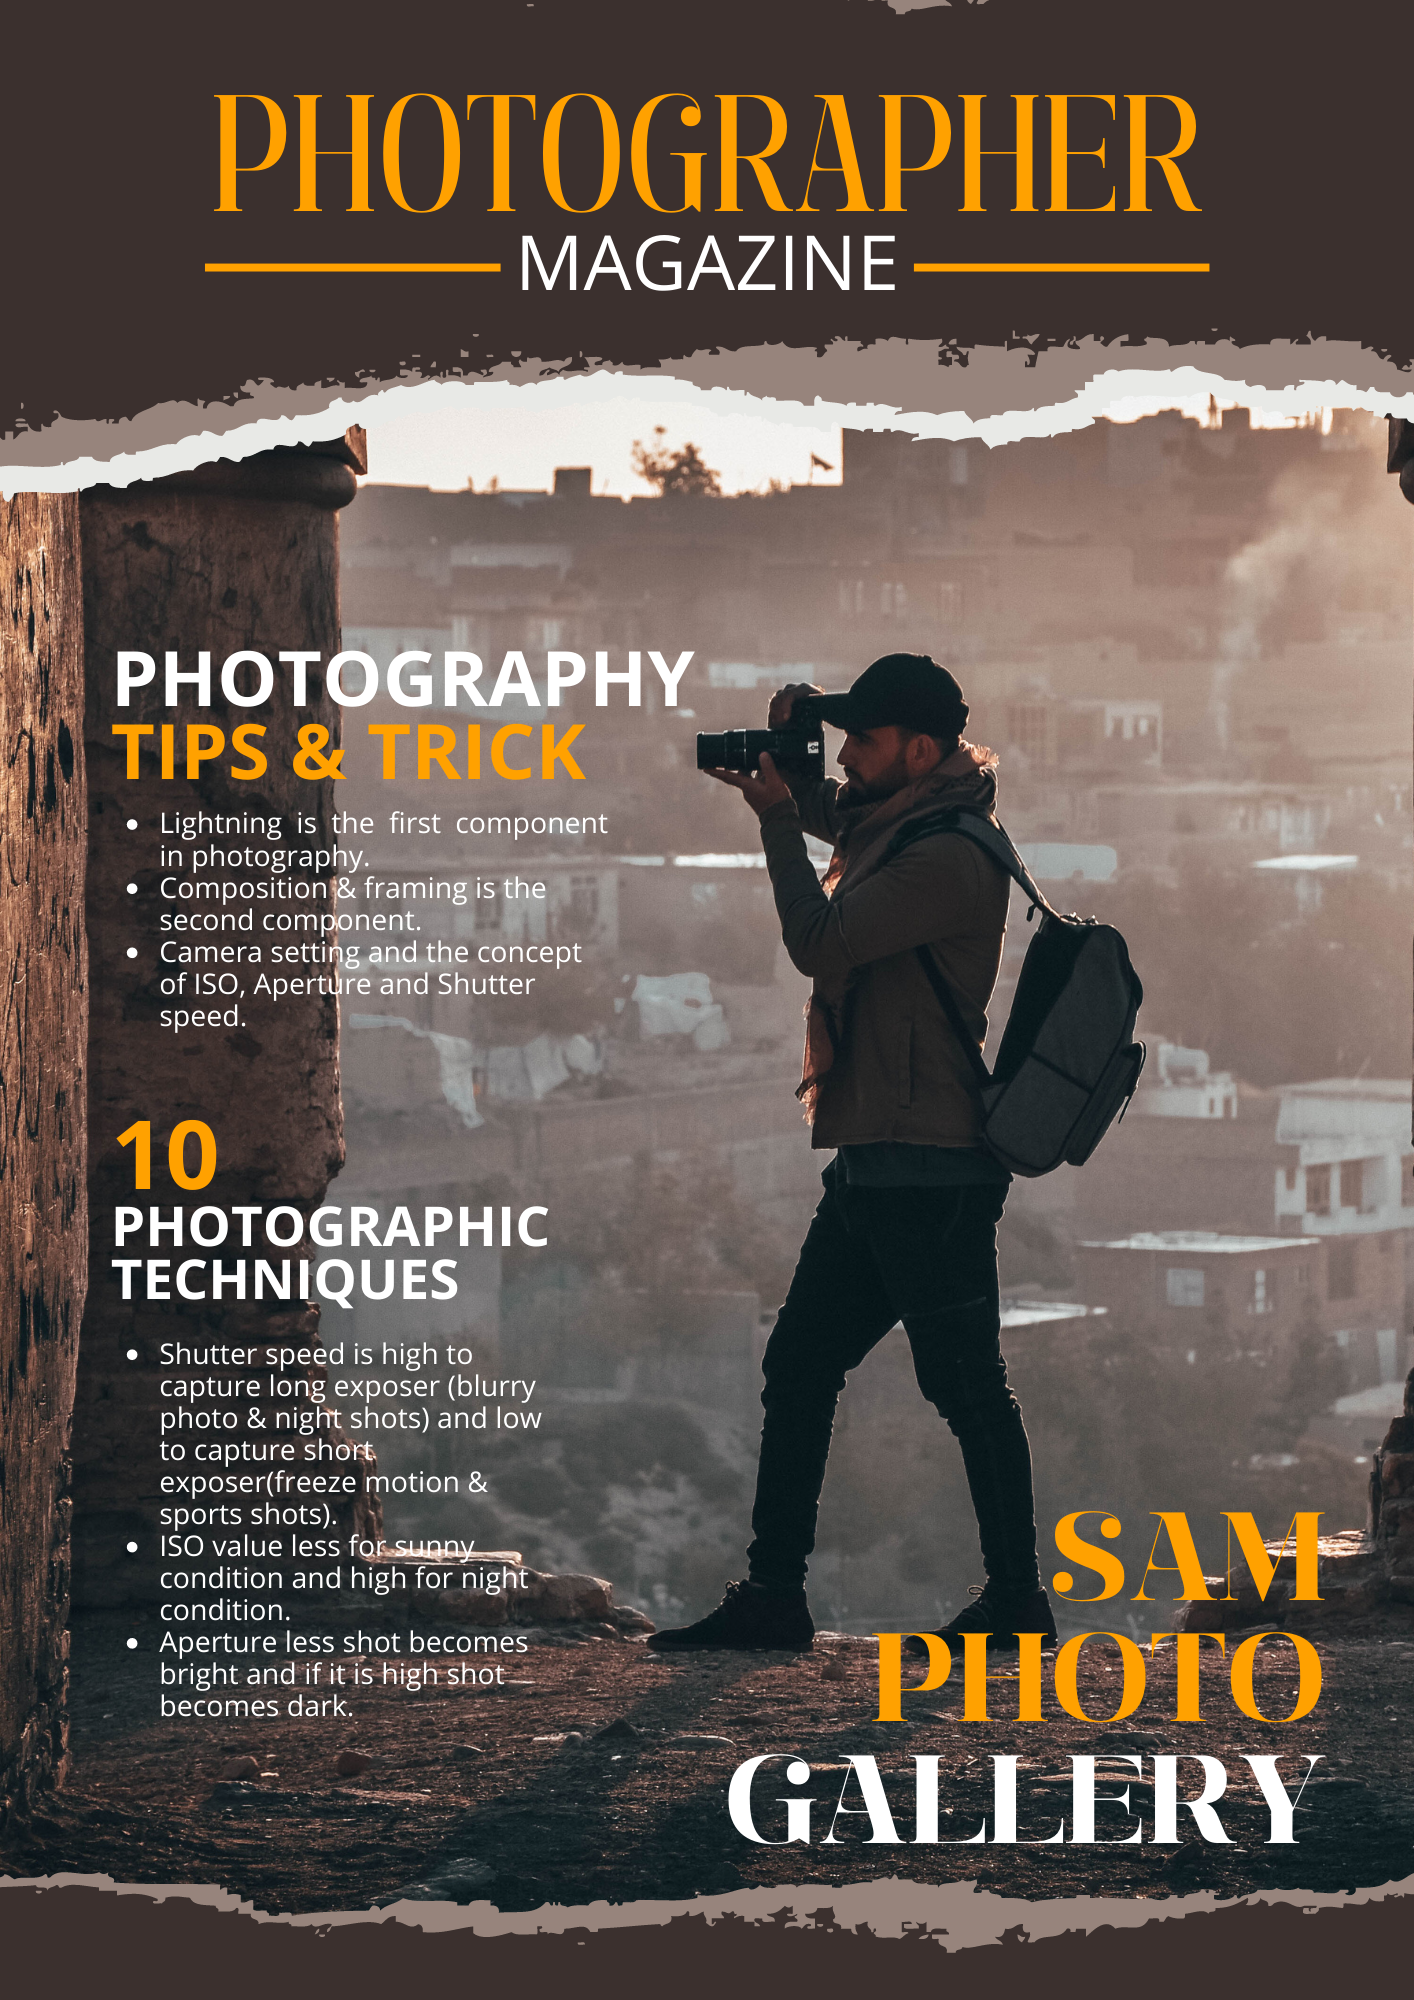 PHOTOGRAPHER
MAGAZINE
PHOTOGRAPHY
TIPS & TRICK
• Lightning is the first component
in photography.
• Composition & framing is the
second component.
• Camera setting and the concept
of ISO, Aperture and Shutter
speed.
10
PHOTOGRAPHIC
TECHNIQUES
• Shutter speed is high to
capture long exposer (blurry
photo & night shots) and low
to capture short
exposer(freeze motion &
sports shots).
• ISO value less for sunny
condition and high for night
condition.
• Aperture less shot becomes
bright and if it is high shot
becomes dark.
SAM
PHOTO
GALLERY